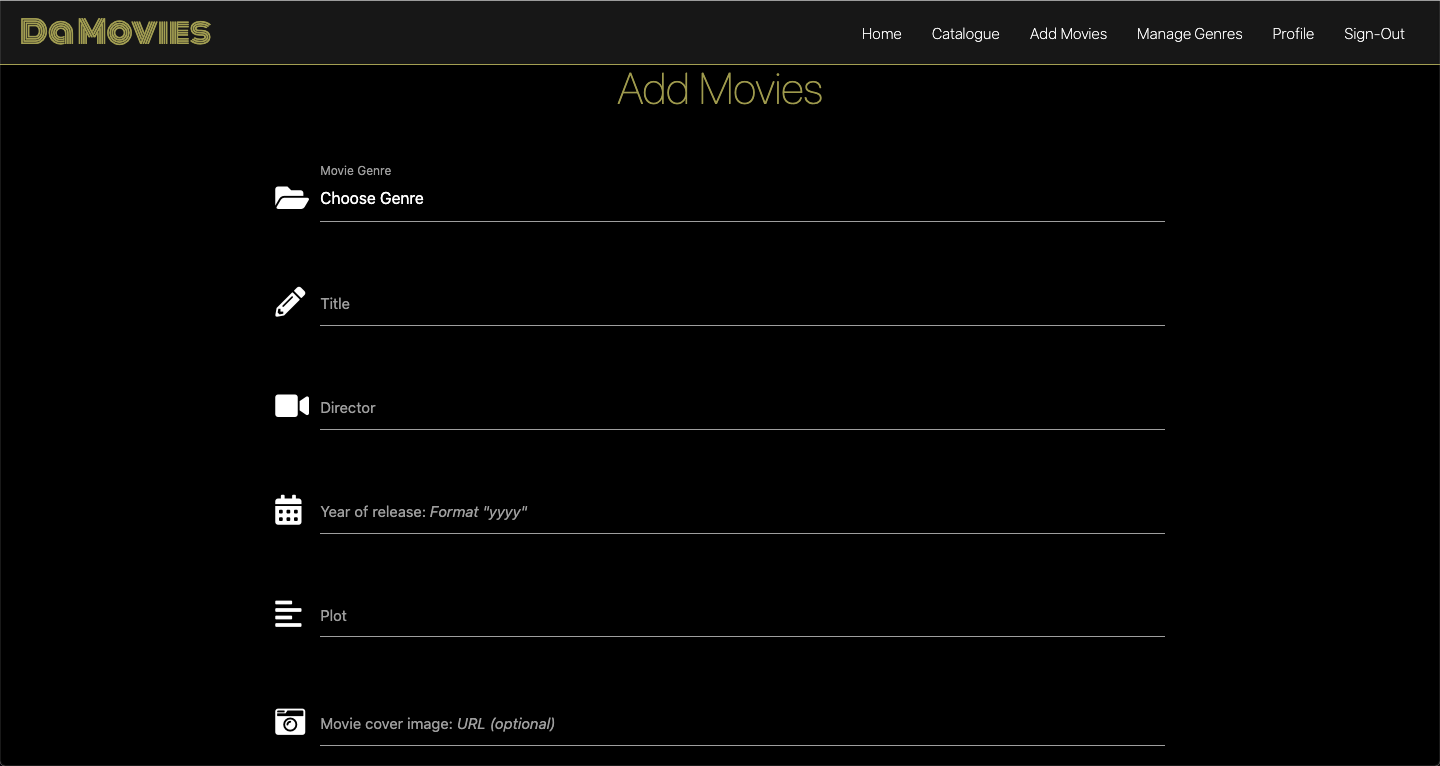 Da Movies
Home Catalogue Add Movies Manage Genres Profile Sign-Out
Add Movies
Movie Genre
Choose Genre
Title
Director
Year of release: Format "yyyy"
Plot
Movie cover image: URL (optional)